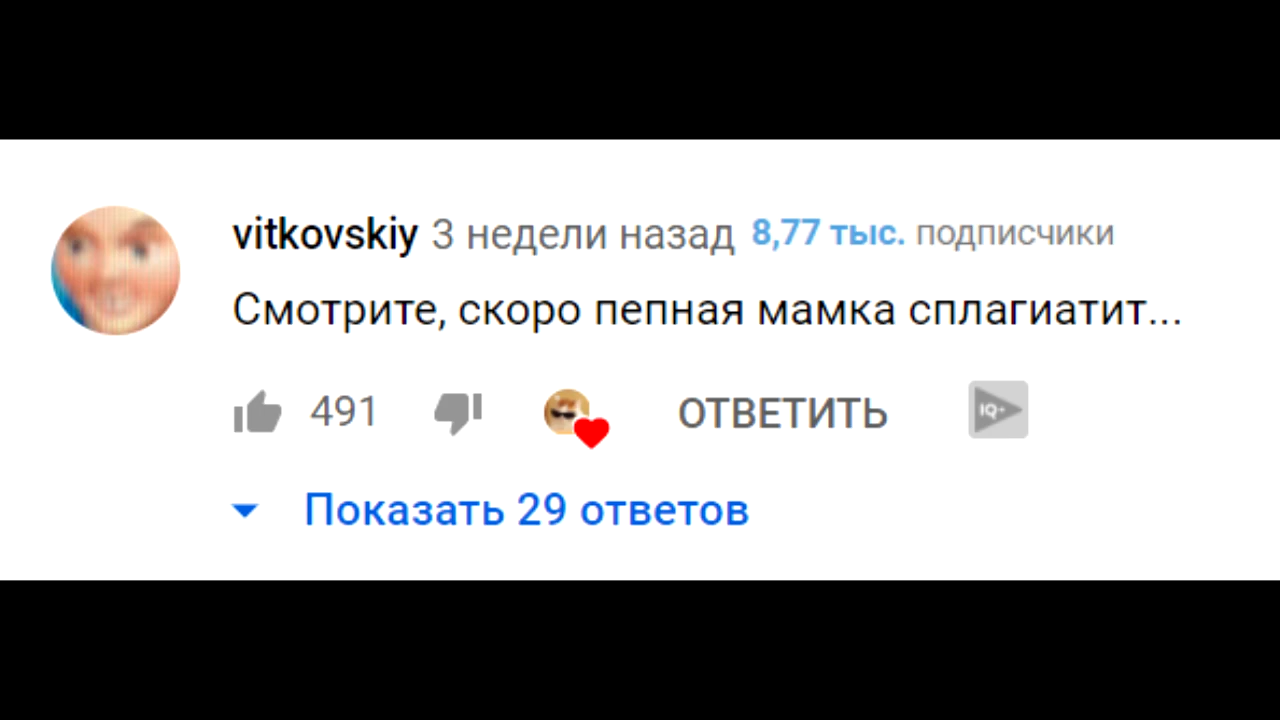 vitkovskiy 3 недели назад 8,77 тыс. подписчики
Смотрите, скоро пепная мамка сплагиатит...
491 ОТВЕТИТЬ IQ+
Показать 29 ответов